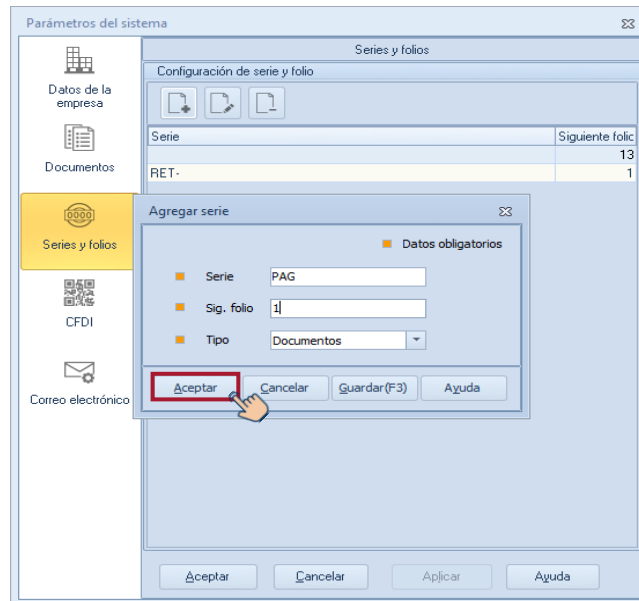 Parámetros del sistema
Datos de la
empresa
Documentos
Series y folios
CFDI
Correo electrónico
Series y folios
Configuración de serie y folio
Serie Siguiente folic
13
RET- 1
Agregar serie
Datos obligatorios
Serie PAG
Sig. folio 1
Tipo Documentos
Aceptar Cancelar Guardar(F3) Ayuda
Aceptar Cancelar Aplicar Ayuda